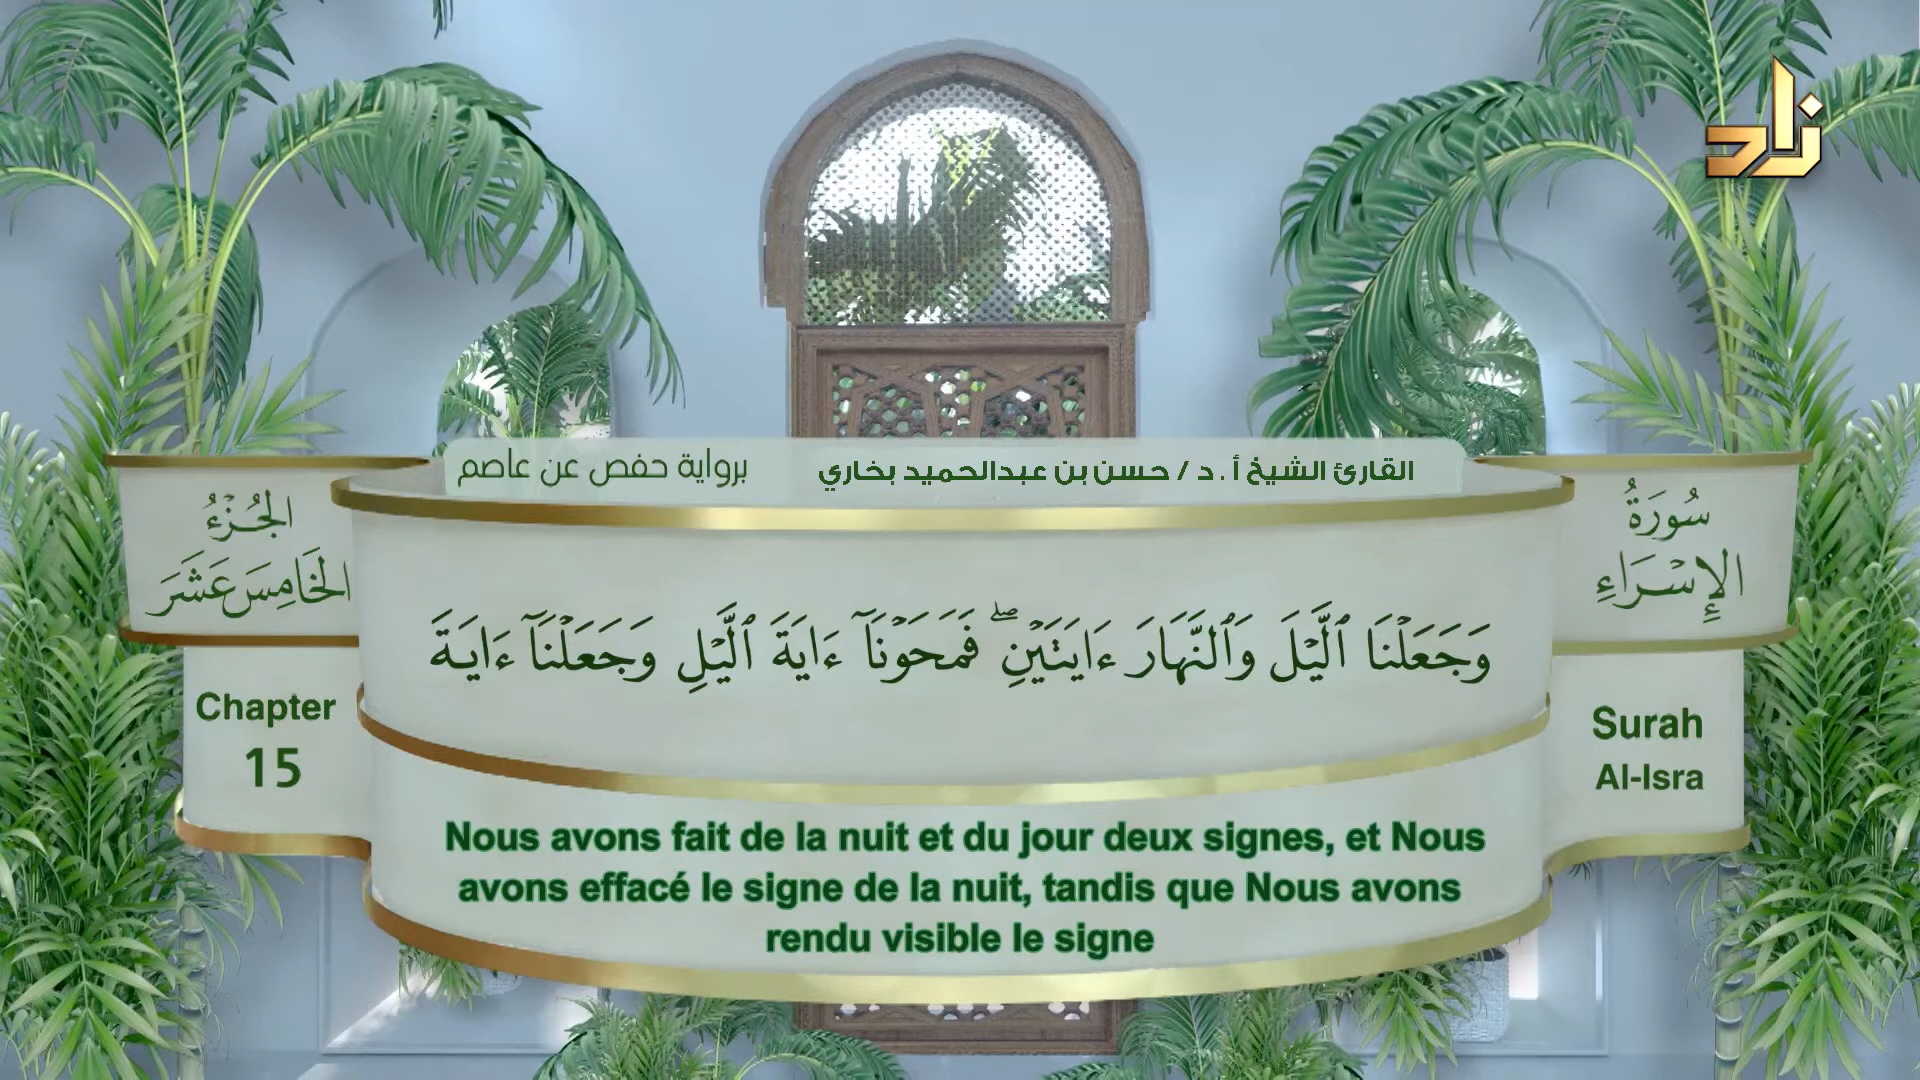 زاد
القارئ الشيخ أ . د / حسن بن عبدالحميد بخاري
برواية حفص عن عاصم
سُورَةُ
الإِسْرَاءِ
الجُزْءُ
الخَامِسَ عَشَرَ
وَجَعَلْنَا ٱلَّيْلَ وَٱلنَّهَارَ ءَايَتَيْنِۖ فَمَحَوْنَآ ءَايَةَ ٱلَّيْلِ وَجَعَلْنَآ ءَايَةَ
Chapter
15
Surah
Al-Isra
Nous avons fait de la nuit et du jour deux signes, et Nous
avons effacé le signe de la nuit, tandis que Nous avons
rendu visible le signe